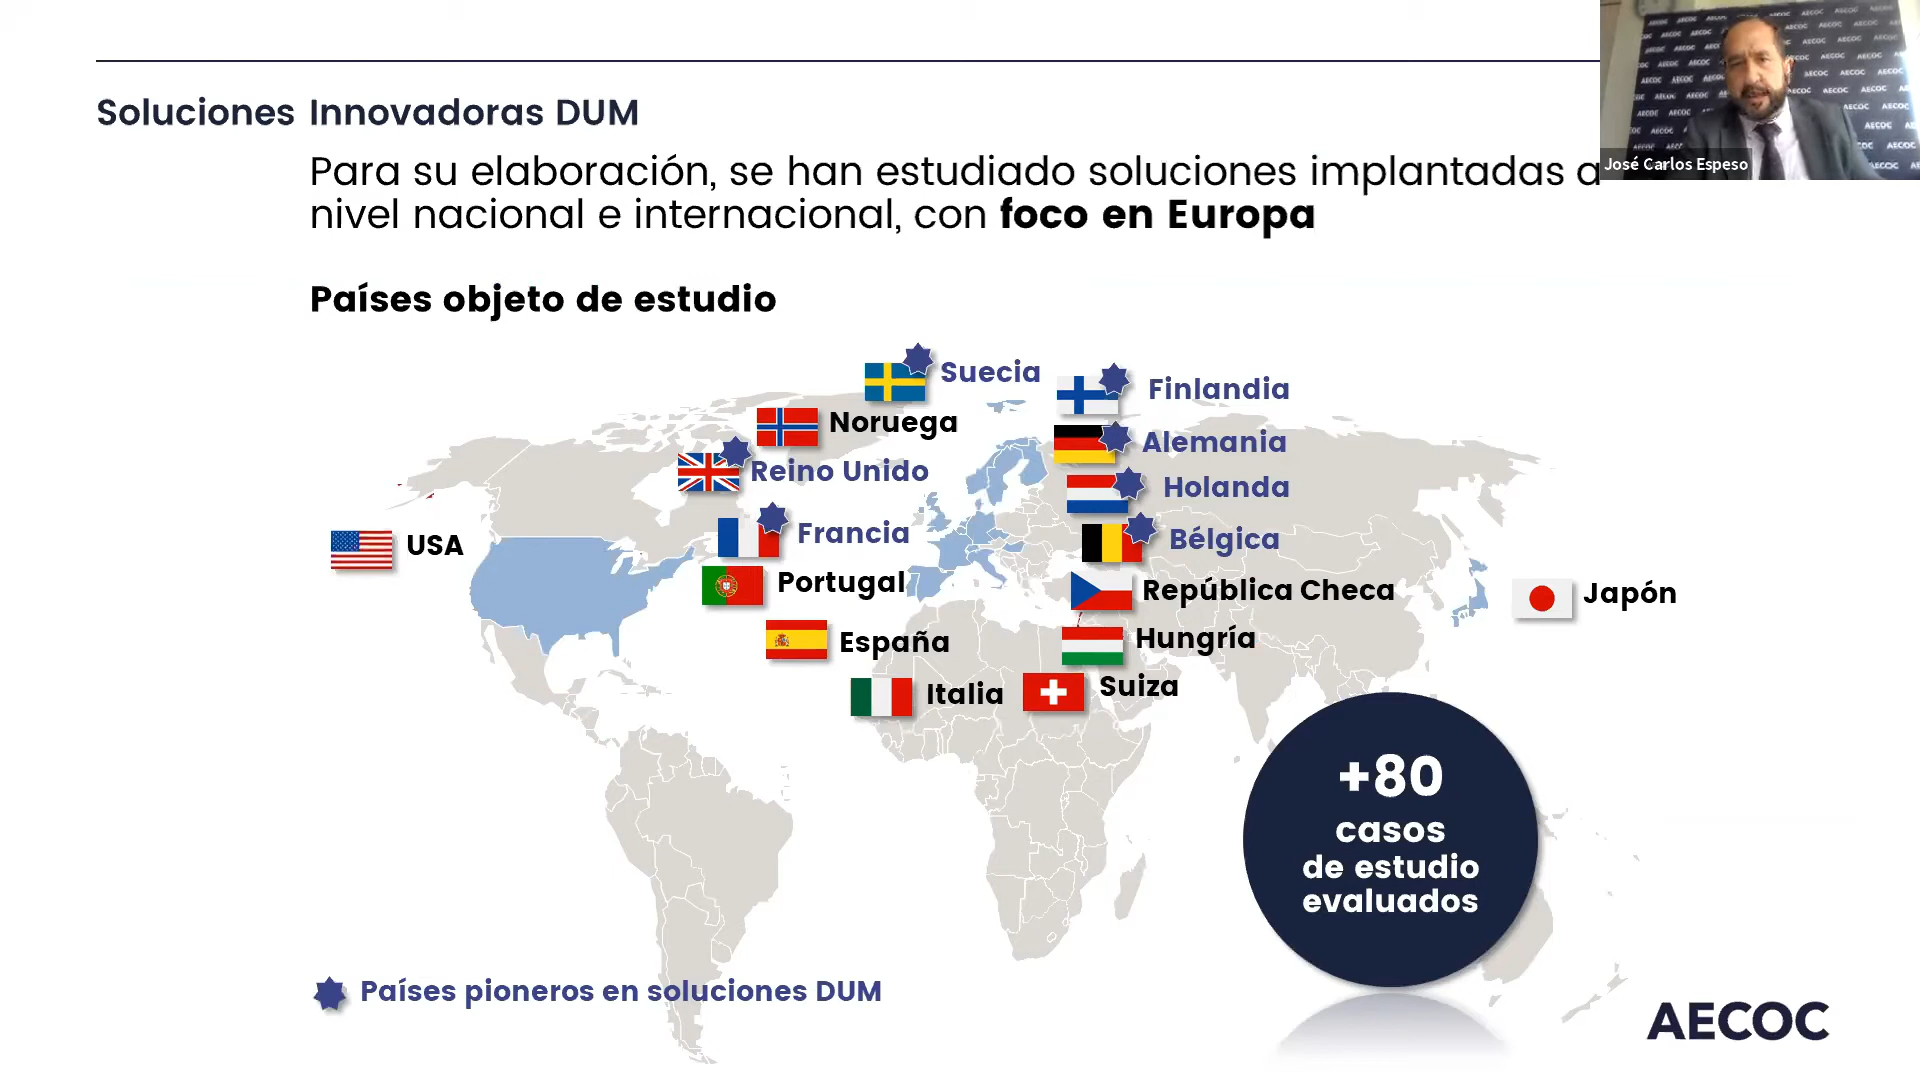 Soluciones Innovadoras DUM
Para su elaboración, se han estudiado soluciones implantadas a
nivel nacional e internacional, con foco en Europa
José Carlos Espeso
Países objeto de estudio
Suecia
Finlandia
Noruega
Alemania
Reino Unido
Holanda
Francia
Bélgica
USA
Portugal
República Checa
Japón
España
Hungría
Italia
Suiza
+80
casos
de estudio
evaluados
Países pioneros en soluciones DUM
AECOC